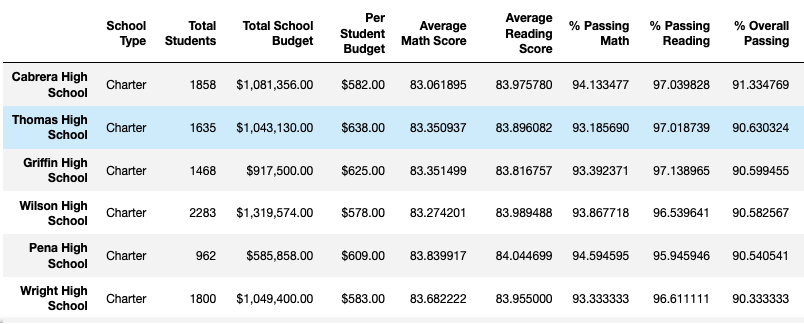 School Type Total Students Total School Budget Per Student Budget Average Math Score Average Reading Score % Passing Math % Passing Reading % Overall Passing
Cabrera High School Charter 1858 $1,081,356.00 $582.00 83.061895 83.975780 94.133477 97.039828 91.334769
Thomas High School Charter 1635 $1,043,130.00 $638.00 83.350937 83.896082 93.185690 97.018739 90.630324
Griffin High School Charter 1468 $917,500.00 $625.00 83.351499 83.816757 93.392371 97.138965 90.599455
Wilson High School Charter 2283 $1,319,574.00 $578.00 83.274201 83.989488 93.867718 96.539641 90.582567
Pena High School Charter 962 $585,858.00 $609.00 83.839917 84.044699 94.594595 95.945946 90.540541
Wright High School Charter 1800 $1,049,400.00 $583.00 83.682222 83.955000 93.333333 96.611111 90.333333